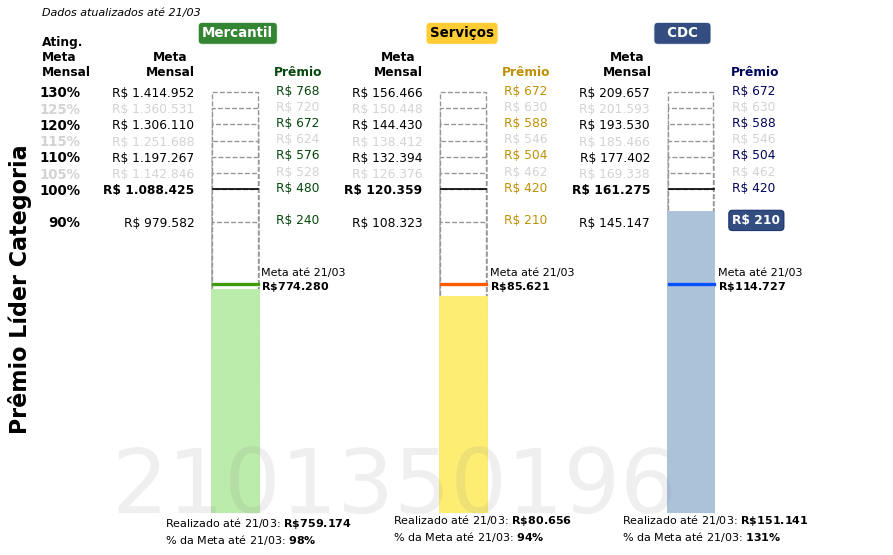 Dados atualizados até 21/03
Mercantil Serviços CDC
Ating. Meta Mensal
Meta Mensal Prêmio Meta Mensal Prêmio Meta Mensal Prêmio
130% R$ 1.414.952 R$ 768 R$ 156.466 R$ 672 R$ 209.657 R$ 672
125% R$ 1.360.531 R$ 720 R$ 150.448 R$ 630 R$ 201.593 R$ 630
120% R$ 1.306.110 R$ 672 R$ 144.430 R$ 588 R$ 193.530 R$ 588
115% R$ 1.251.688 R$ 624 R$ 138.412 R$ 546 R$ 185.466 R$ 546
110% R$ 1.197.267 R$ 576 R$ 132.394 R$ 504 R$ 177.402 R$ 504
105% R$ 1.142.846 R$ 528 R$ 126.376 R$ 462 R$ 169.338 R$ 462
100% R$ 1.088.425 R$ 480 R$ 120.359 R$ 420 R$ 161.275 R$ 420
90% R$ 979.582 R$ 240 R$ 108.323 R$ 210 R$ 145.147 R$ 210
Meta até 21/03 Meta até 21/03 Meta até 21/03
R$774.280 R$85.621 R$114.727
Prêmio Líder Categoria
2101350196
Realizado até 21/03: R$759.174 Realizado até 21/03: R$80.656 Realizado até 21/03: R$151.141
% da Meta até 21/03: 98% % da Meta até 21/03: 94% % da Meta até 21/03: 131%